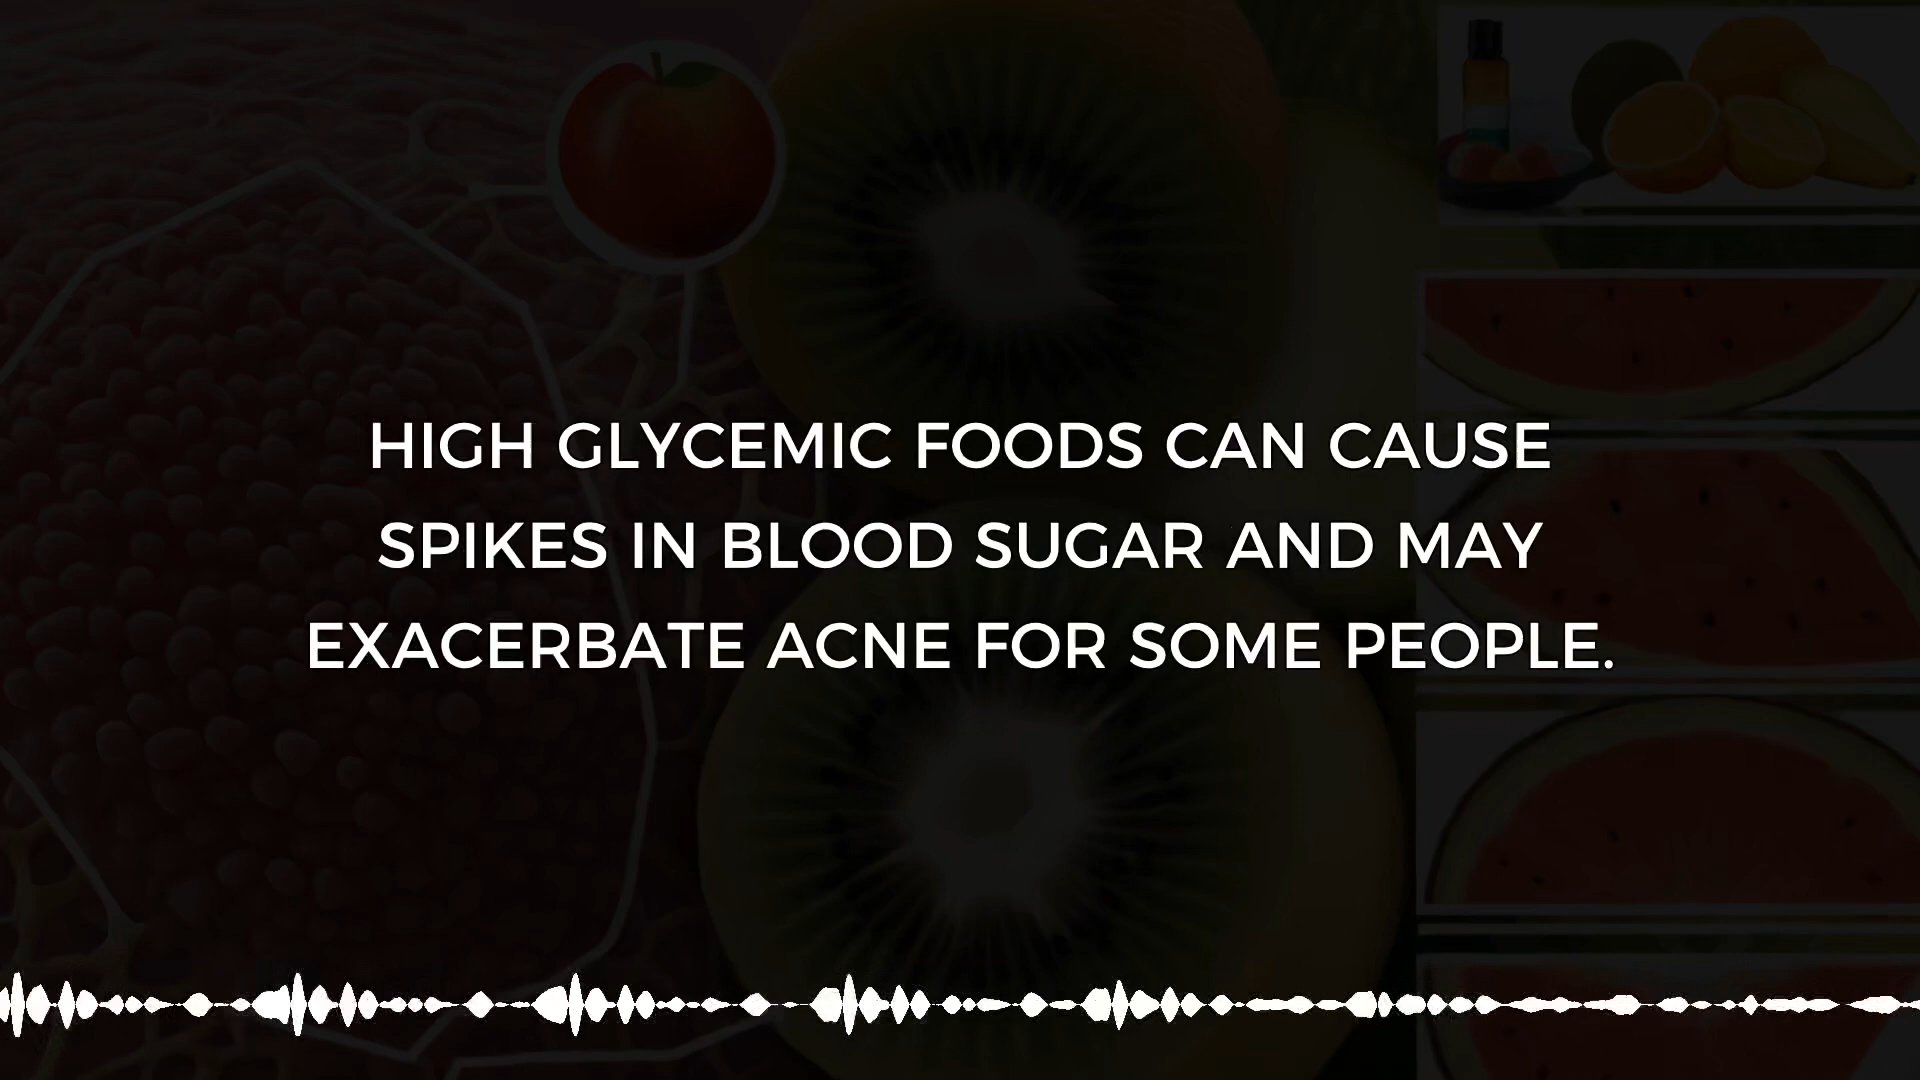 HIGH GLYCEMIC FOODS CAN CAUSE
SPIKES IN BLOOD SUGAR AND MAY
EXACERBATE ACNE FOR SOME PEOPLE.